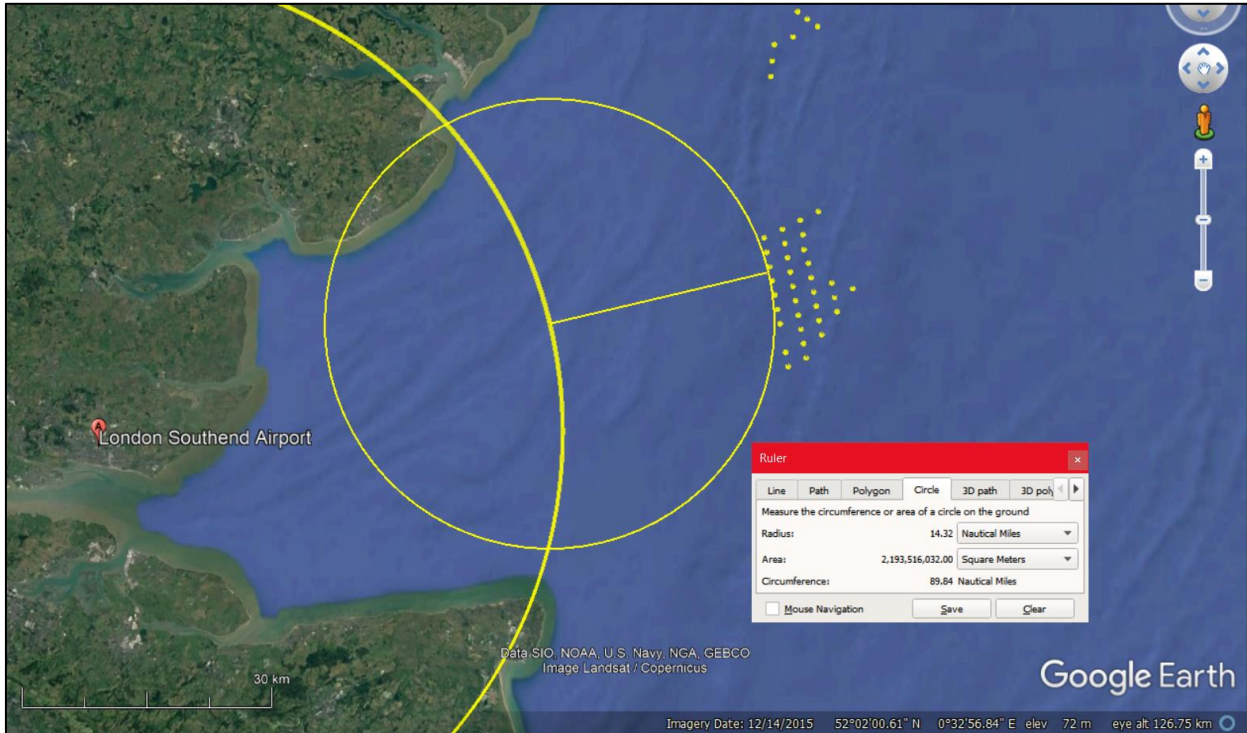 A
London Southend Airport
Ruler
×
Line Path Polygon Circle 3D path 3D poly
Measure the circumference or area of a circle on the ground
Radius: 14.32 Nautical Miles
Area: 2,193,516,032.00 Square Meters
Circumference: 89.84 Nautical Miles
Mouse Navigation Save Clear
Data SIO, NOAA, U.S. Navy, NGA, GEBCO
Image Landsat / Copernicus
30 km
Google Earth
Imagery Date: 12/14/2015 52°02'00.61" N 0°32'56.84" E elev 72 m eye alt 126.75 km